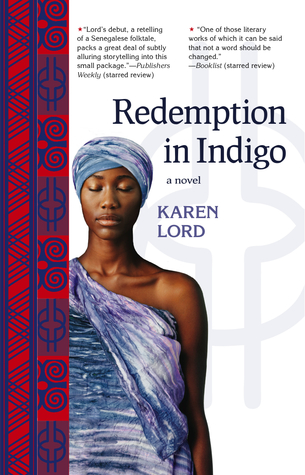 ★“Lord’s debut, a retelling
of a Senegalese folktale,
packs a great deal of subtly
alluring storytelling into this
small package.”—Publishers
Weekly (starred review)
★ “One of those literary
works of which it can be said
that not a word should be
changed.”
—Booklist (starred review)
Redemption
in Indigo
a novel
KAREN
LORD